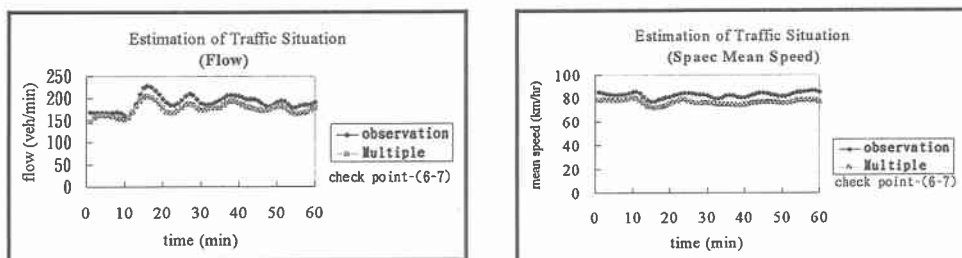 Estimation of Traffic Situation
(Flow)
flow (veh/min)
250
200
150
100
50
0
0 10 20 30 40 50 60
time (min)
observation
Multiple
check point-(6-7)
Estimation of Traffic Situation
(Spaec Mean Speed)
mean speed (km/hr)
100
80
60
40
20
0
0 10 20 30 40 50 60
time (min)
observation
Multiple
check point-(6-7)